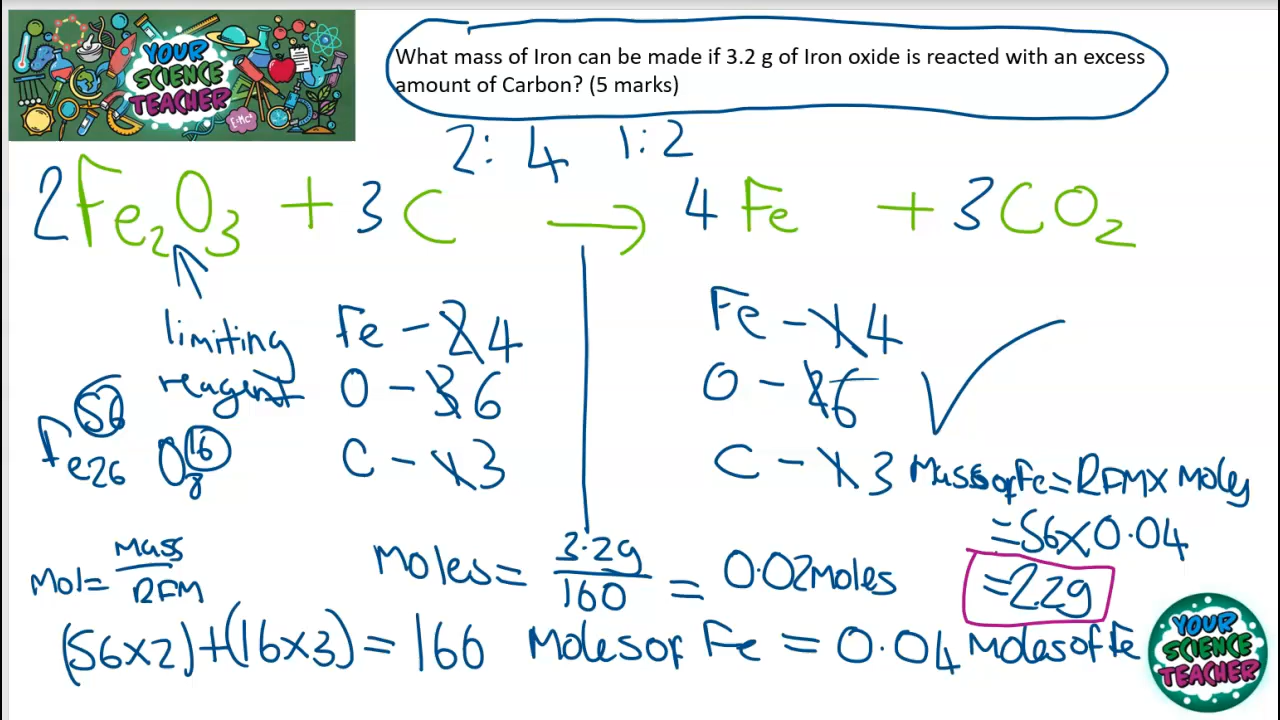 YOUR SCIENCE TEACHER
E=MC²
What mass of Iron can be made if 3.2 g of Iron oxide is reacted with an excess
amount of Carbon? (5 marks)
2: 4 1:2
2Fe₂O₃ + 3C → 4Fe + 3CO₂
limiting
reagent
Fe - 2 4
O - 3 6
C - 1 3
Fe - 1 4
O - 2 6
C - 1 3
56
Fe26
16
O8
Mass of Fe = RFM x Moles
= 56 x 0.04
= 2.2g
Mol = Mass / RFM
Moles = 3.2g / 160 = 0.02 moles
(56x2)+(16x3) = 160
Moles of Fe = 0.04 Moles of Fe
YOUR
SCIENCE
TEACHER